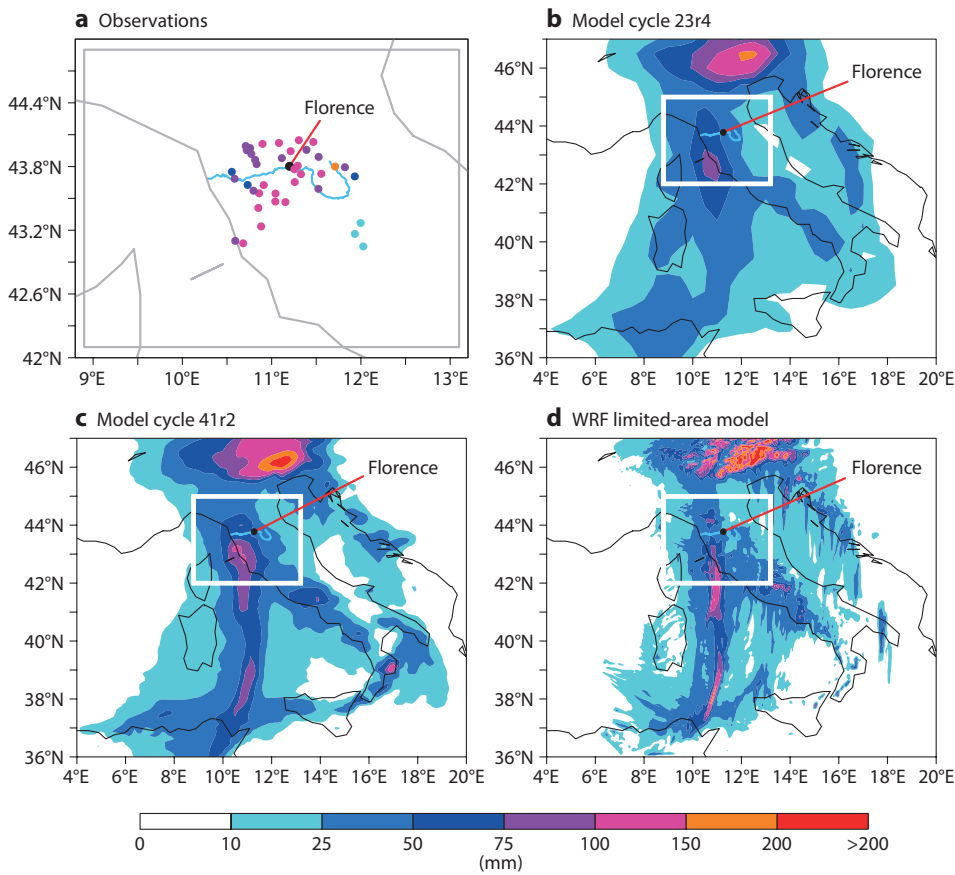 a Observations
Florence
44.4°N
43.8°N
43.2°N
42.6°N
42°N
9°E 10°E 11°E 12°E 13°E
b Model cycle 23r4
Florence
46°N
44°N
42°N
40°N
38°N
36°N
4°E 6°E 8°E 10°E 12°E 14°E 16°E 20°E
c Model cycle 41r2
Florence
46°N
44°N
42°N
40°N
38°N
36°N
4°E 6°E 8°E 10°E 12°E 14°E 16°E 20°E
d WRF limited-area model
Florence
46°N
44°N
42°N
40°N
38°N
36°N
4°E 6°E 8°E 10°E 12°E 14°E 16°E 20°E
0 10 25 50 75 100 150 200 >200
(mm)